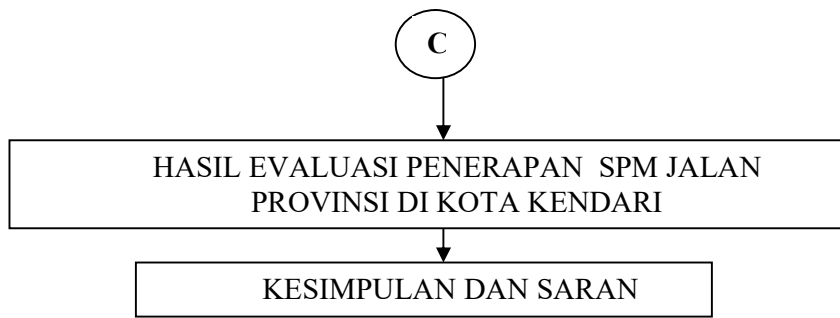 C
HASIL EVALUASI PENERAPAN SPM JALAN
PROVINSI DI KOTA KENDARI
KESIMPULAN DAN SARAN